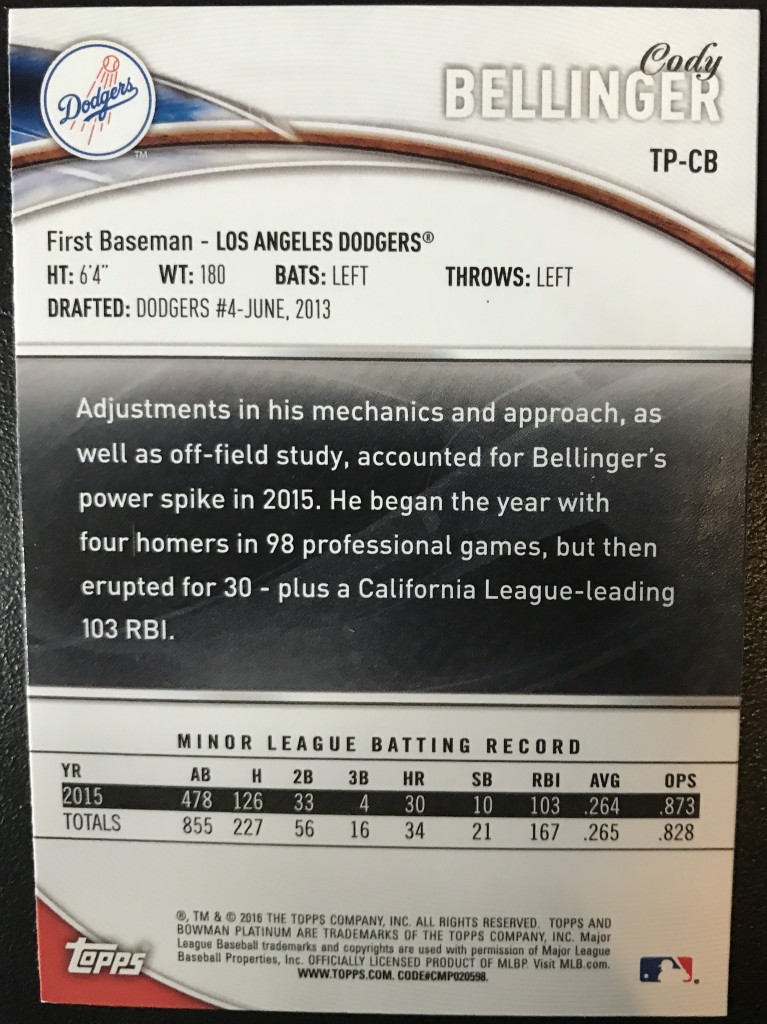 Dodgers
TM
Cody
BELLINGER
TP-CB
First Baseman - LOS ANGELES DODGERS®
HT: 6'4" WT: 180 BATS: LEFT THROWS: LEFT
DRAFTED: DODGERS #4-JUNE, 2013
Adjustments in his mechanics and approach, as
well as off-field study, accounted for Bellinger's
power spike in 2015. He began the year with
four homers in 98 professional games, but then
erupted for 30 - plus a California League-leading
103 RBI.
MINOR LEAGUE BATTING RECORD
YR AB H 2B 3B HR SB RBI AVG OPS
2015 478 126 33 4 30 10 103 .264 .873
TOTALS 855 227 56 16 34 21 167 .265 .828
®, TM & © 2016 THE TOPPS COMPANY, INC. ALL RIGHTS RESERVED. TOPPS AND
BOWMAN PLATINUM ARE TRADEMARKS OF THE TOPPS COMPANY, INC. Major
League Baseball trademarks and copyrights are used with permission of Major League
Baseball Properties, Inc. OFFICIALLY LICENSED PRODUCT OF MLBP. Visit MLB.com.
WWW.TOPPS.COM. CODE#CMP020598.
Topps